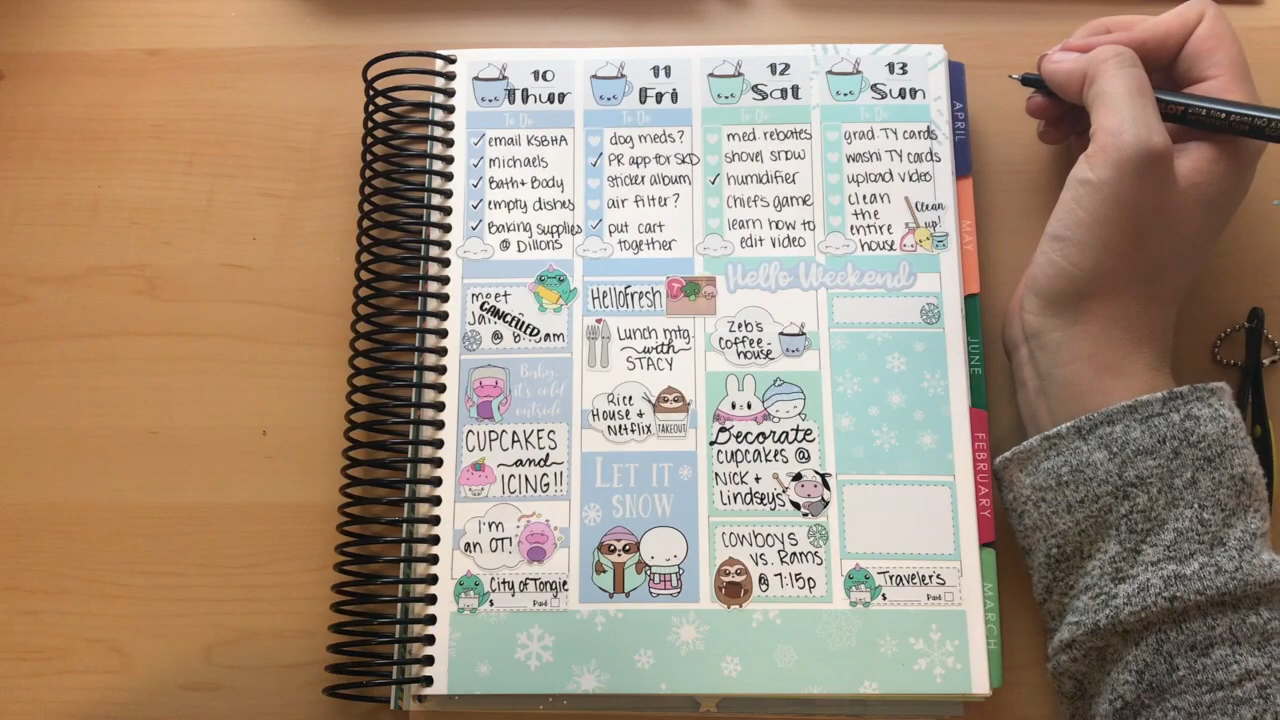 10
Thur
To Do
email KSBHA
michaels
Bath + Body
empty dishes
Baking supplies
@ Dillons
meet
CANCELLED
Baby,
it's cold
outside
CUPCAKES
and
ICING!!
I'm
an OT!
City of Tongie
$ Paid
11
Fri
To Do
dog meds?
PR app for SKD
sticker album
air filter?
put cart
together
HelloFresh
Lunch mtg.
with
STACY
Rice
House +
Netflix
TAKEOUT
LET IT
SNOW
12
Sat
To Do
med. rebates
shovel snow
humidifier
Chiefs game
learn how to
edit video
Hello Weekend
Zeb's
Coffee-
house
Decorate
cupcakes @
Nick +
Lindsey's
Cowboys
vs. Rams
@ 7:15p
13
Sun
To Do
grad. TY cards
washi TY cards
upload video
clean
the
entire
house
Clean
up!
Traveler's
$ Paid
APRIL
MAY
JUNE
FEBRUARY
MARCH